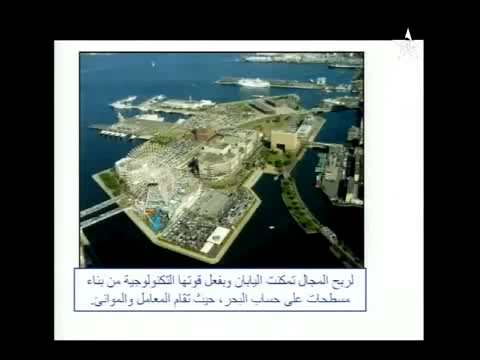 لربح المجال تمكنت اليابان وبفعل قوتها التكنولوجية من بناء
مسطحات على حساب البحر، حيث تقام المعامل والموانئ.